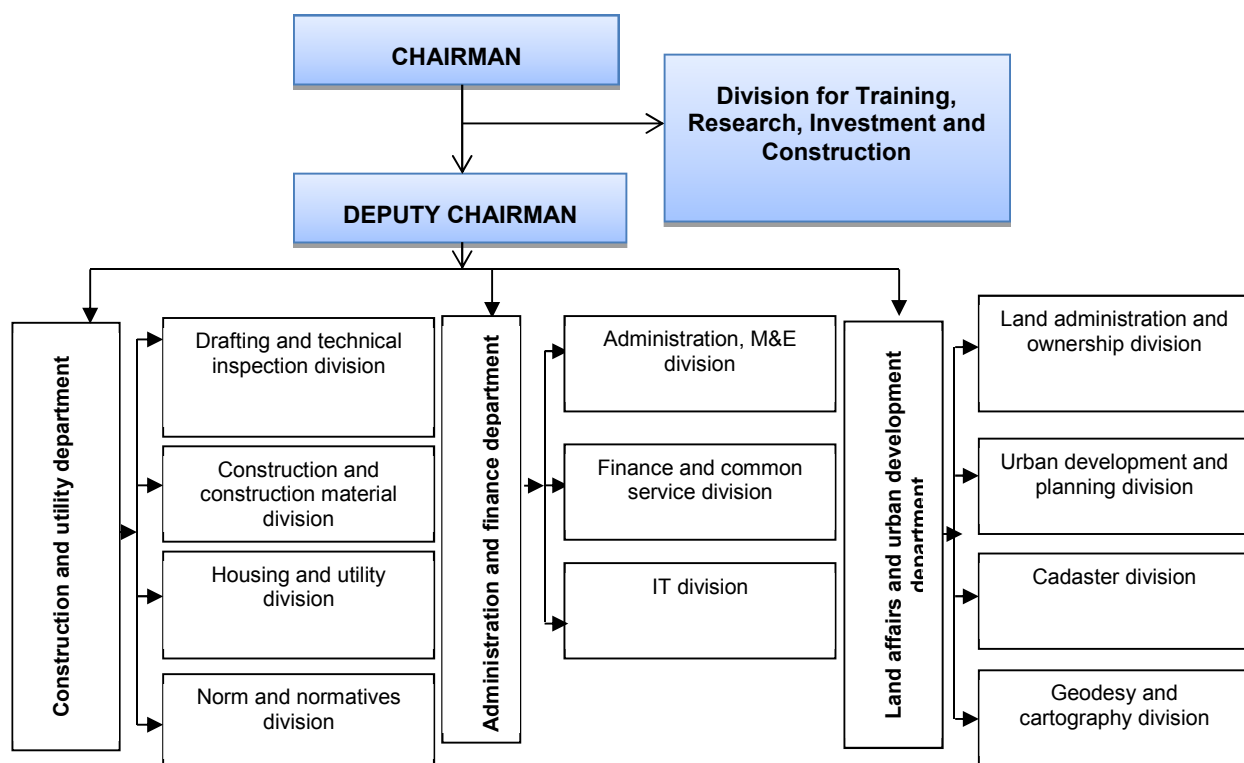 CHAIRMAN
Division for Training,
Research, Investment and
Construction
DEPUTY CHAIRMAN
Construction and utility department
Drafting and technical
inspection division
Construction and
construction material
division
Housing and utility
division
Norm and normatives
division
Administration and finance department
Administration, M&E
division
Finance and common
service division
IT division
Land affairs and urban development
department
Land administration and
ownership division
Urban development and
planning division
Cadaster division
Geodesy and
cartography division